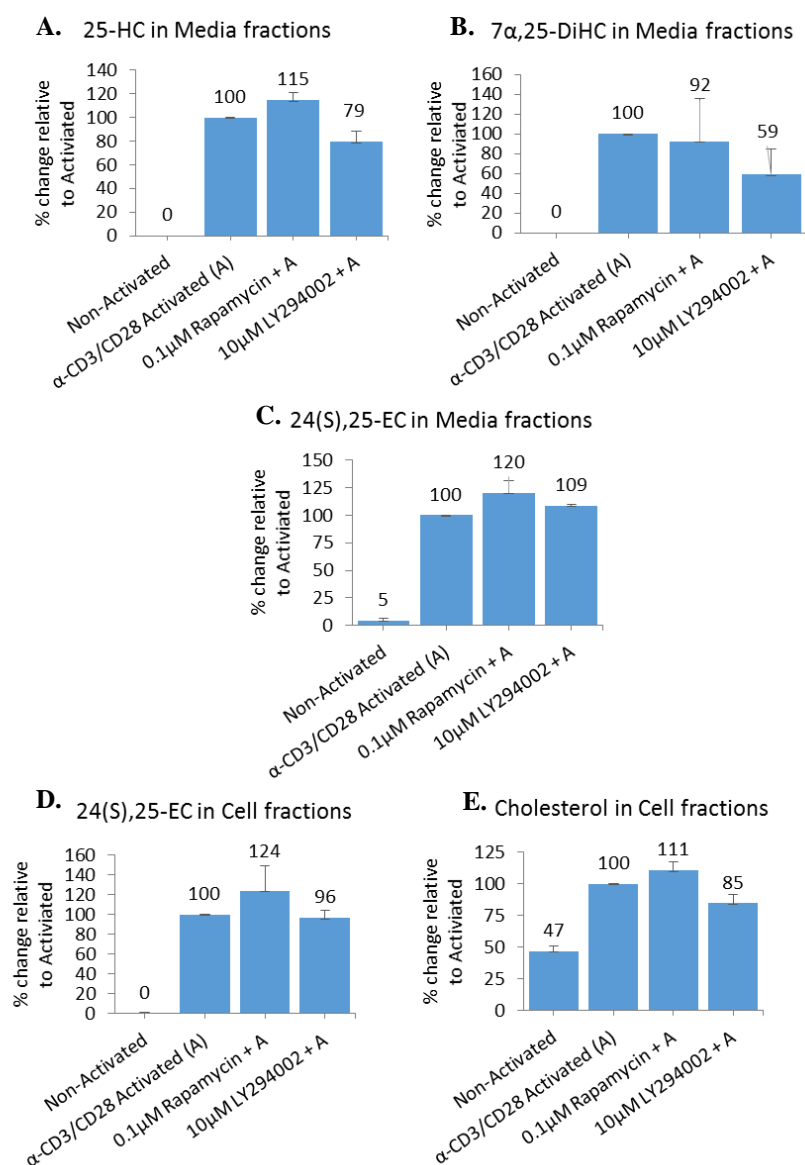 A. 25-HC in Media fractions
% change relative
to Activiated
140
120
100
80
60
40
20
0
0
100
115
79
Non-Activated
α-CD3/CD28 Activated (A)
0.1µM Rapamycin + A
10µM LY294002 + A
B. 7α,25-DiHC in Media fractions
% change relative
to Activiated
160
140
120
100
80
60
40
20
0
0
100
92
59
Non-Activated
α-CD3/CD28 Activated (A)
0.1µM Rapamycin + A
10µM LY294002 + A
C. 24(S),25-EC in Media fractions
% change relative
to Activiated
150
125
100
75
50
25
0
5
100
120
109
Non-Activated
α-CD3/CD28 Activated (A)
0.1µM Rapamycin + A
10µM LY294002 + A
D. 24(S),25-EC in Cell fractions
% change relative
to Activiated
160
140
120
100
80
60
40
20
0
0
100
124
96
Non-Activated
α-CD3/CD28 Activated (A)
0.1µM Rapamycin + A
10µM LY294002 + A
E. Cholesterol in Cell fractions
% change relative
to Activiated
125
100
75
50
25
0
47
100
111
85
Non-Activated
α-CD3/CD28 Activated (A)
0.1µM Rapamycin + A
10µM LY294002 + A